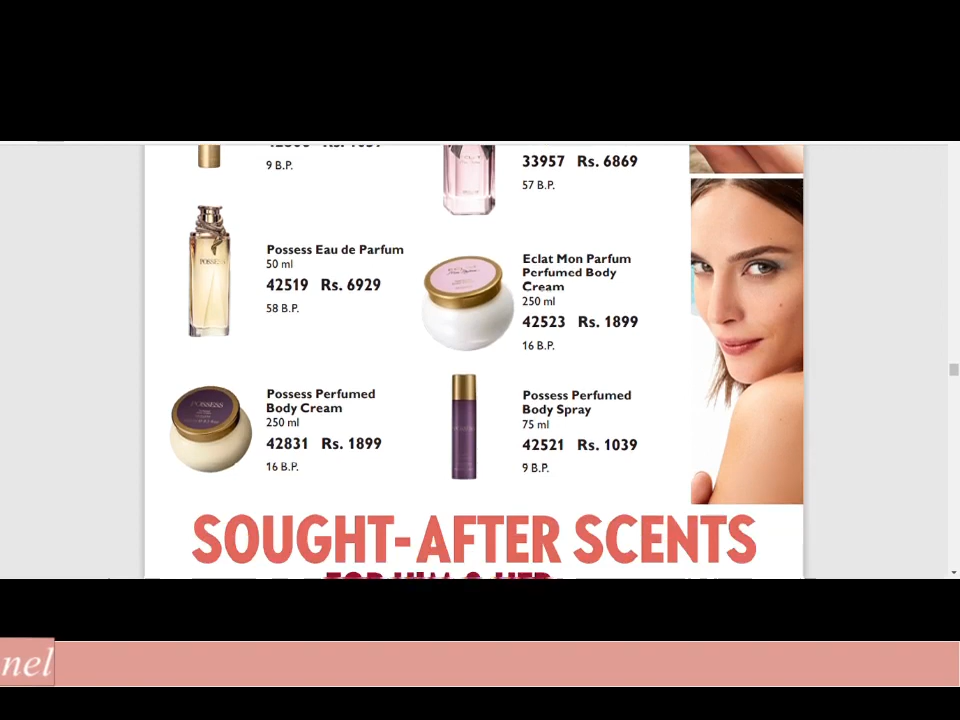 9 B.P.
33957 Rs. 6869
57 B.P.
POSSESS
Possess Eau de Parfum
50 ml
42519 Rs. 6929
58 B.P.
Eclat Mon Parfum
Perfumed Body
Cream
250 ml
42523 Rs. 1899
16 B.P.
POSSESS
Possess Perfumed
Body Cream
250 ml
42831 Rs. 1899
16 B.P.
Possess Perfumed
Body Spray
75 ml
42521 Rs. 1039
9 B.P.
SOUGHT-AFTER SCENTS
nel